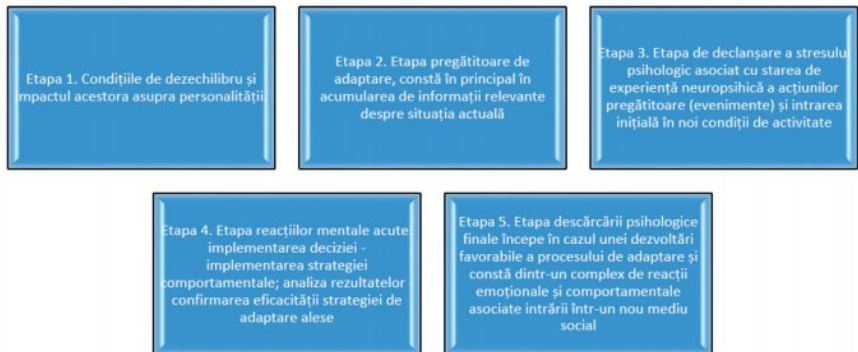 Etapa 1. Condițiile de dezechilibru și
mpactul acestora asupra personalității
Etapa 2. Etapa pregătitoare de
adaptare, constă în principal în
acumularea de informații relevante
despre situația actuală
Etapa 3. Etapa de declanșare a stresului
psihologic asociat cu starea de
experiență neuropsihică a acțiunilor
pregătitoare (evenimente) și intrarea
inițială în noi condiții de activitate
Etapa 4. Etapa reacțiilor mentale acute:
implementarea deciziei -
implementarea strategiei
comportamentale; analiza rezultatelor -
confirmarea eficacității strategiei de
adaptare alese
Etapa 5. Etapa descărcării psihologice
finale începe în cazul unei dezvoltări
favorabile a procesului de adaptare și
constă dintr-un complex de reacții
emoționale și comportamentale
asociate intrării într-un nou mediu
social